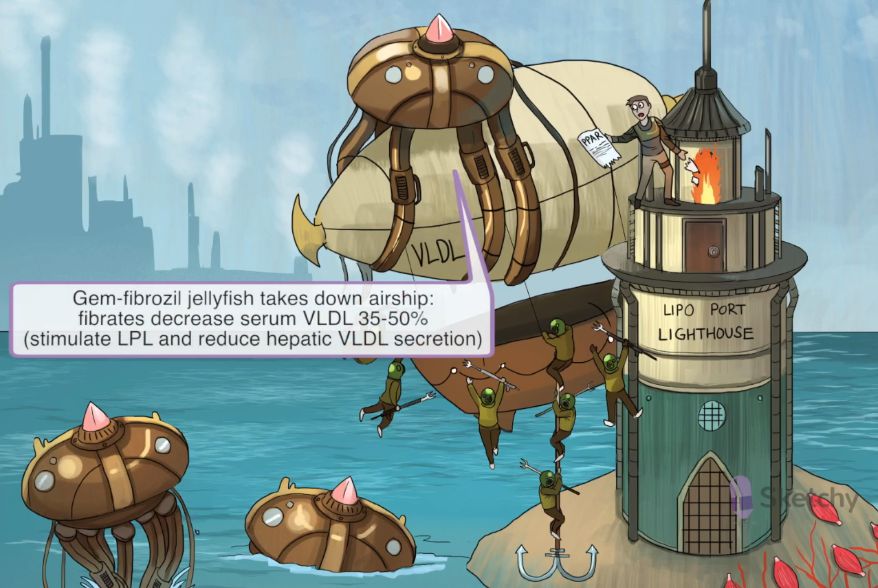 PPAR
VLDL
Gem-fibrozil jellyfish takes down airship:
fibrates decrease serum VLDL 35-50%
(stimulate LPL and reduce hepatic VLDL secretion)
LIPO PORT
LIGHTHOUSE
Sketchy